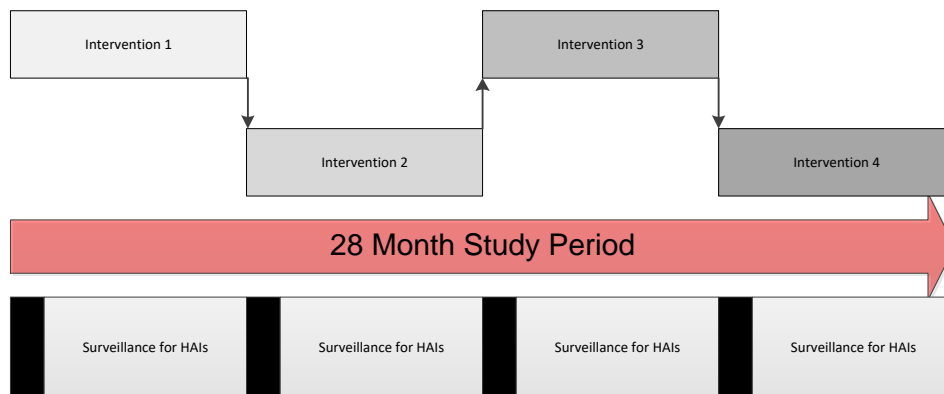 Intervention 1
Intervention 3
Intervention 2
Intervention 4
28 Month Study Period
Surveillance for HAIs
Surveillance for HAIs
Surveillance for HAIs
Surveillance for HAIs